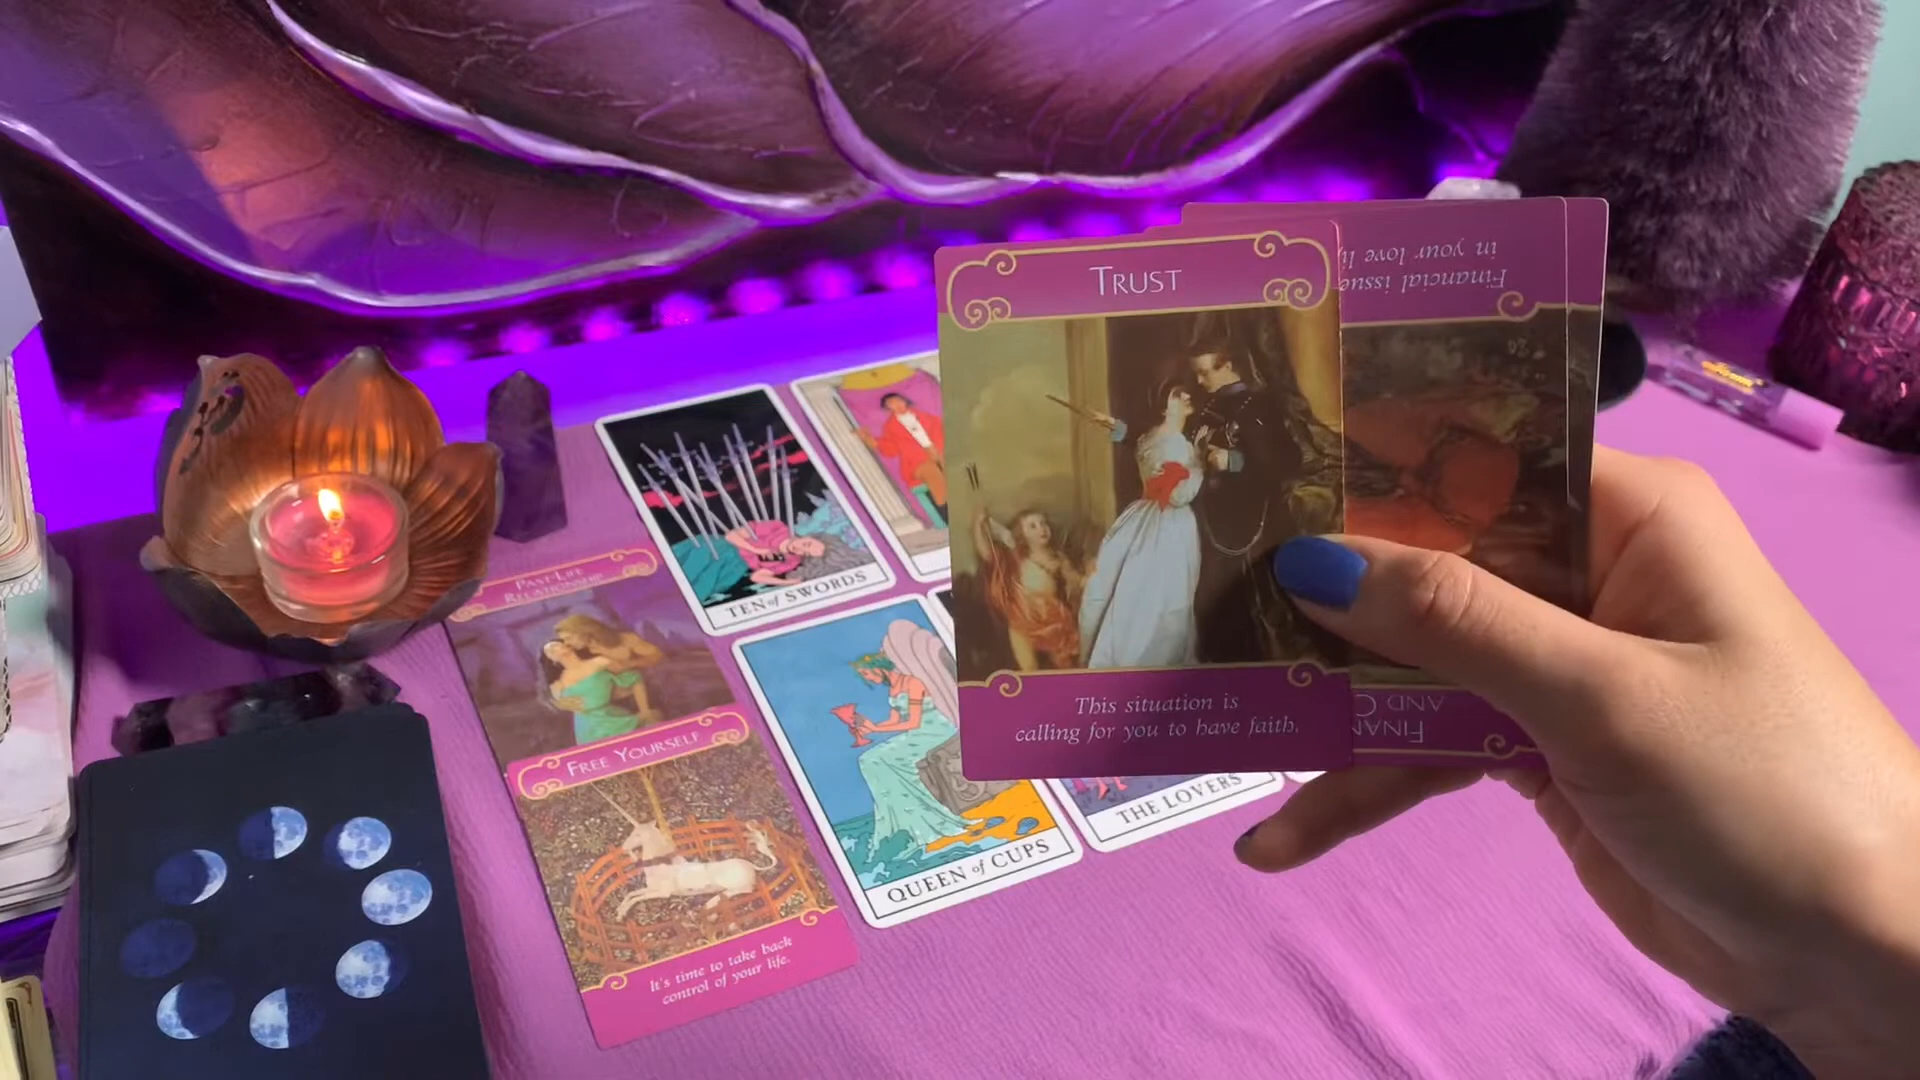 TRUST
This situation is
calling for you to have faith.
Financial issue
in your love li
FINAN
AND C
TEN of SWORDS
PAST-LIFE
RELATIONSHIP
FREE YOURSELF
It's time to take back
control of your life.
QUEEN of CUPS
THE LOVERS